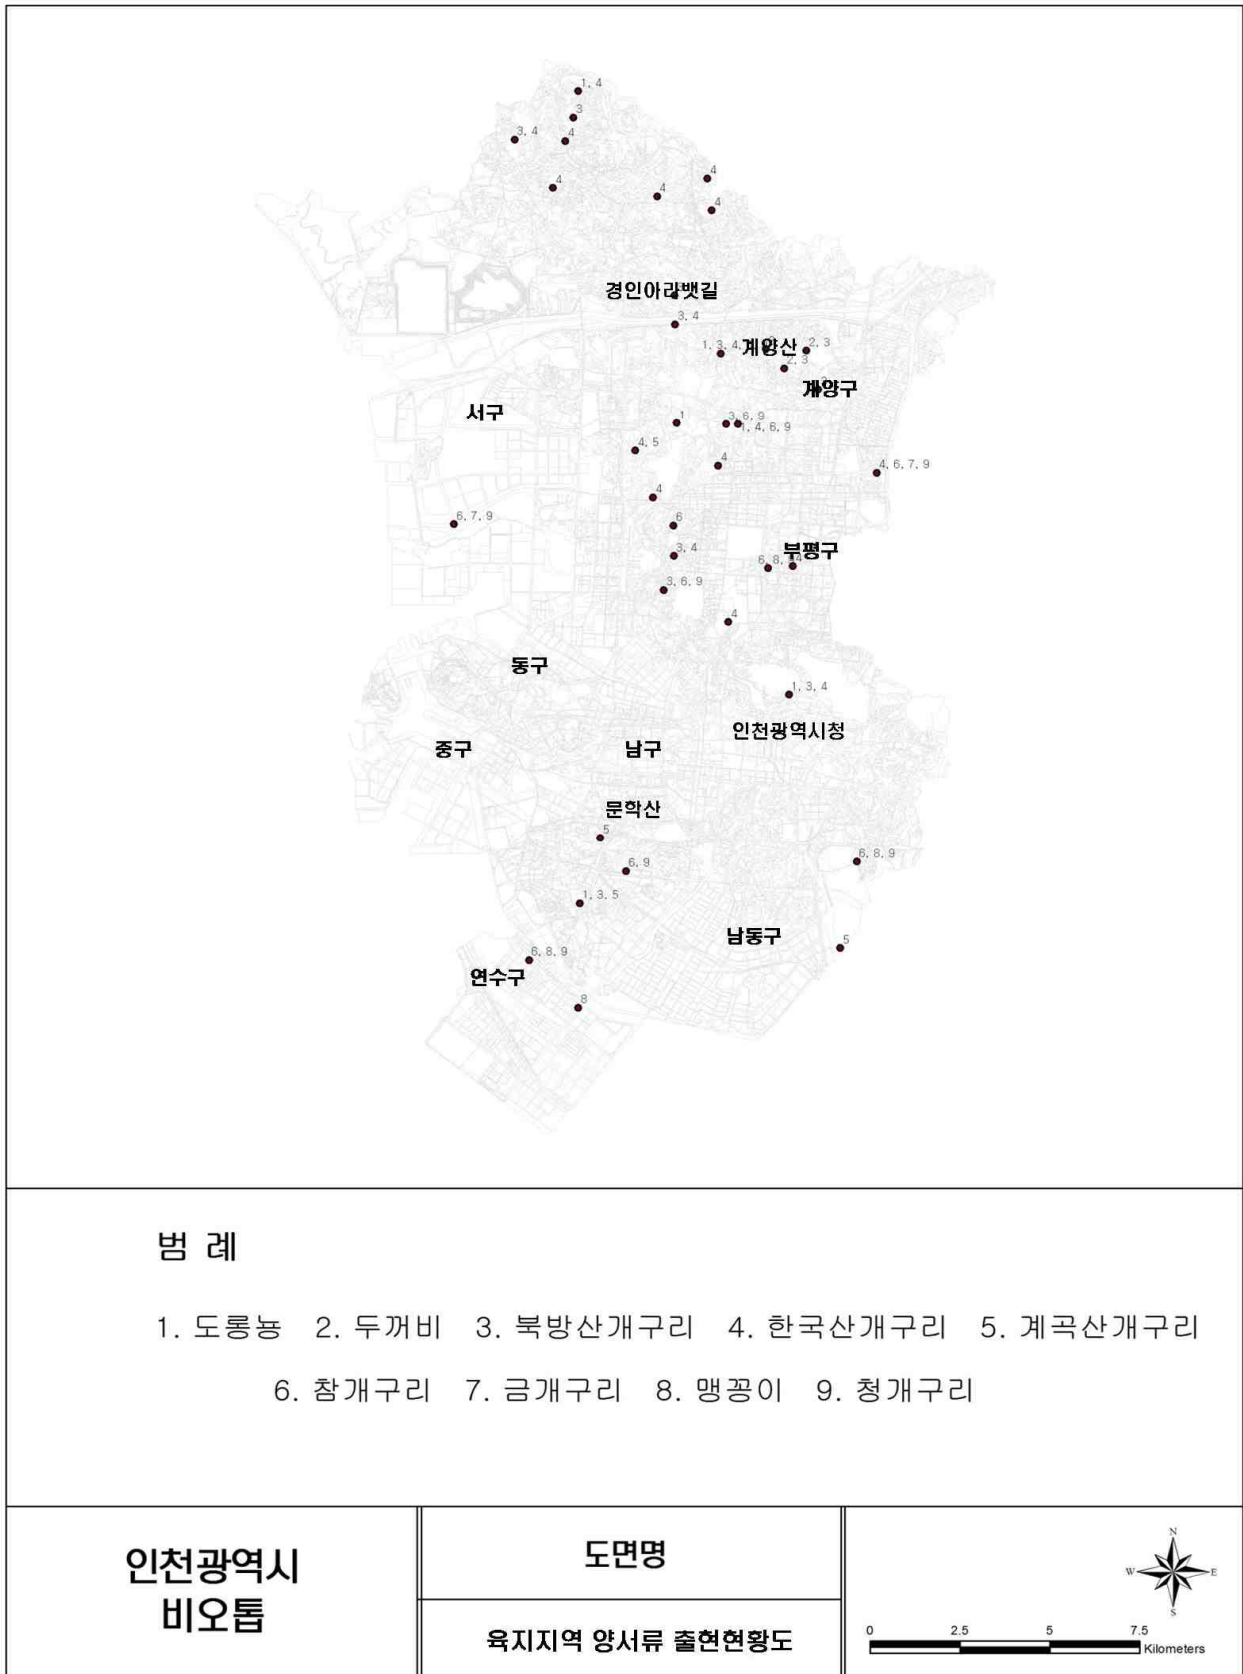 1, 4
3
3, 4
4
4
4
4
4
경인아라뱃길
3, 4
1, 3, 4,
계양산
2, 3
2, 3
계양구
서구
1
3, 6, 9
1, 4, 6, 9
4, 5
4
4, 6, 7, 9
4
6, 7, 9
6
3, 4
부평구
6, 8,
4
3, 6, 9
4
동구
1, 3, 4
인천광역시청
중구
남구
문학산
5
6, 9
6, 8, 9
1, 3, 5
남동구
5
6, 8, 9
연수구
8
범 례
1. 도롱뇽 2. 두꺼비 3. 북방산개구리 4. 한국산개구리 5. 계곡산개구리
6. 참개구리 7. 금개구리 8. 맹꽁이 9. 청개구리
인천광역시
비오톱
도면명
육지지역 양서류 출현현황도
N
W E
S
0 2.5 5 7.5
Kilometers